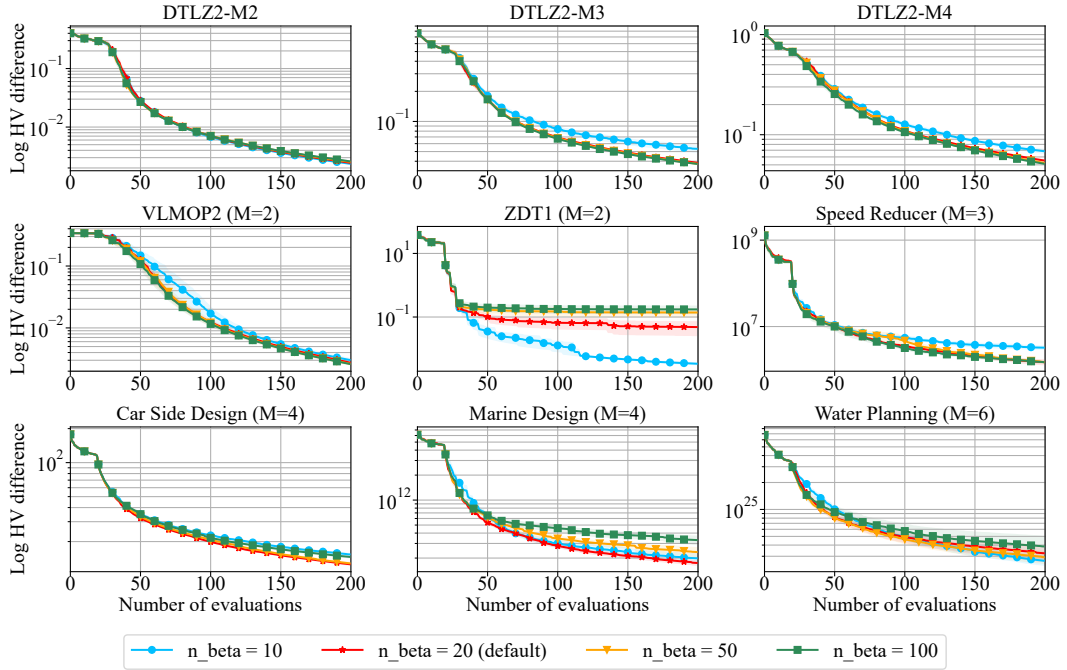 DTLZ2-M2
DTLZ2-M3
DTLZ2-M4
Log HV difference
10⁻¹
10⁻²
0 50 100 150 200
10⁻¹
0 50 100 150 200
10⁰
10⁻¹
0 50 100 150 200
VLMOP2 (M=2)
ZDT1 (M=2)
Speed Reducer (M=3)
Log HV difference
10⁻¹
10⁻²
0 50 100 150 200
10¹
10⁻¹
0 50 100 150 200
10⁹
10⁷
0 50 100 150 200
Car Side Design (M=4)
Marine Design (M=4)
Water Planning (M=6)
Log HV difference
10²
0 50 100 150 200
10¹²
0 50 100 150 200
10²⁵
0 50 100 150 200
Number of evaluations
Number of evaluations
Number of evaluations
n_beta = 10
n_beta = 20 (default)
n_beta = 50
n_beta = 100